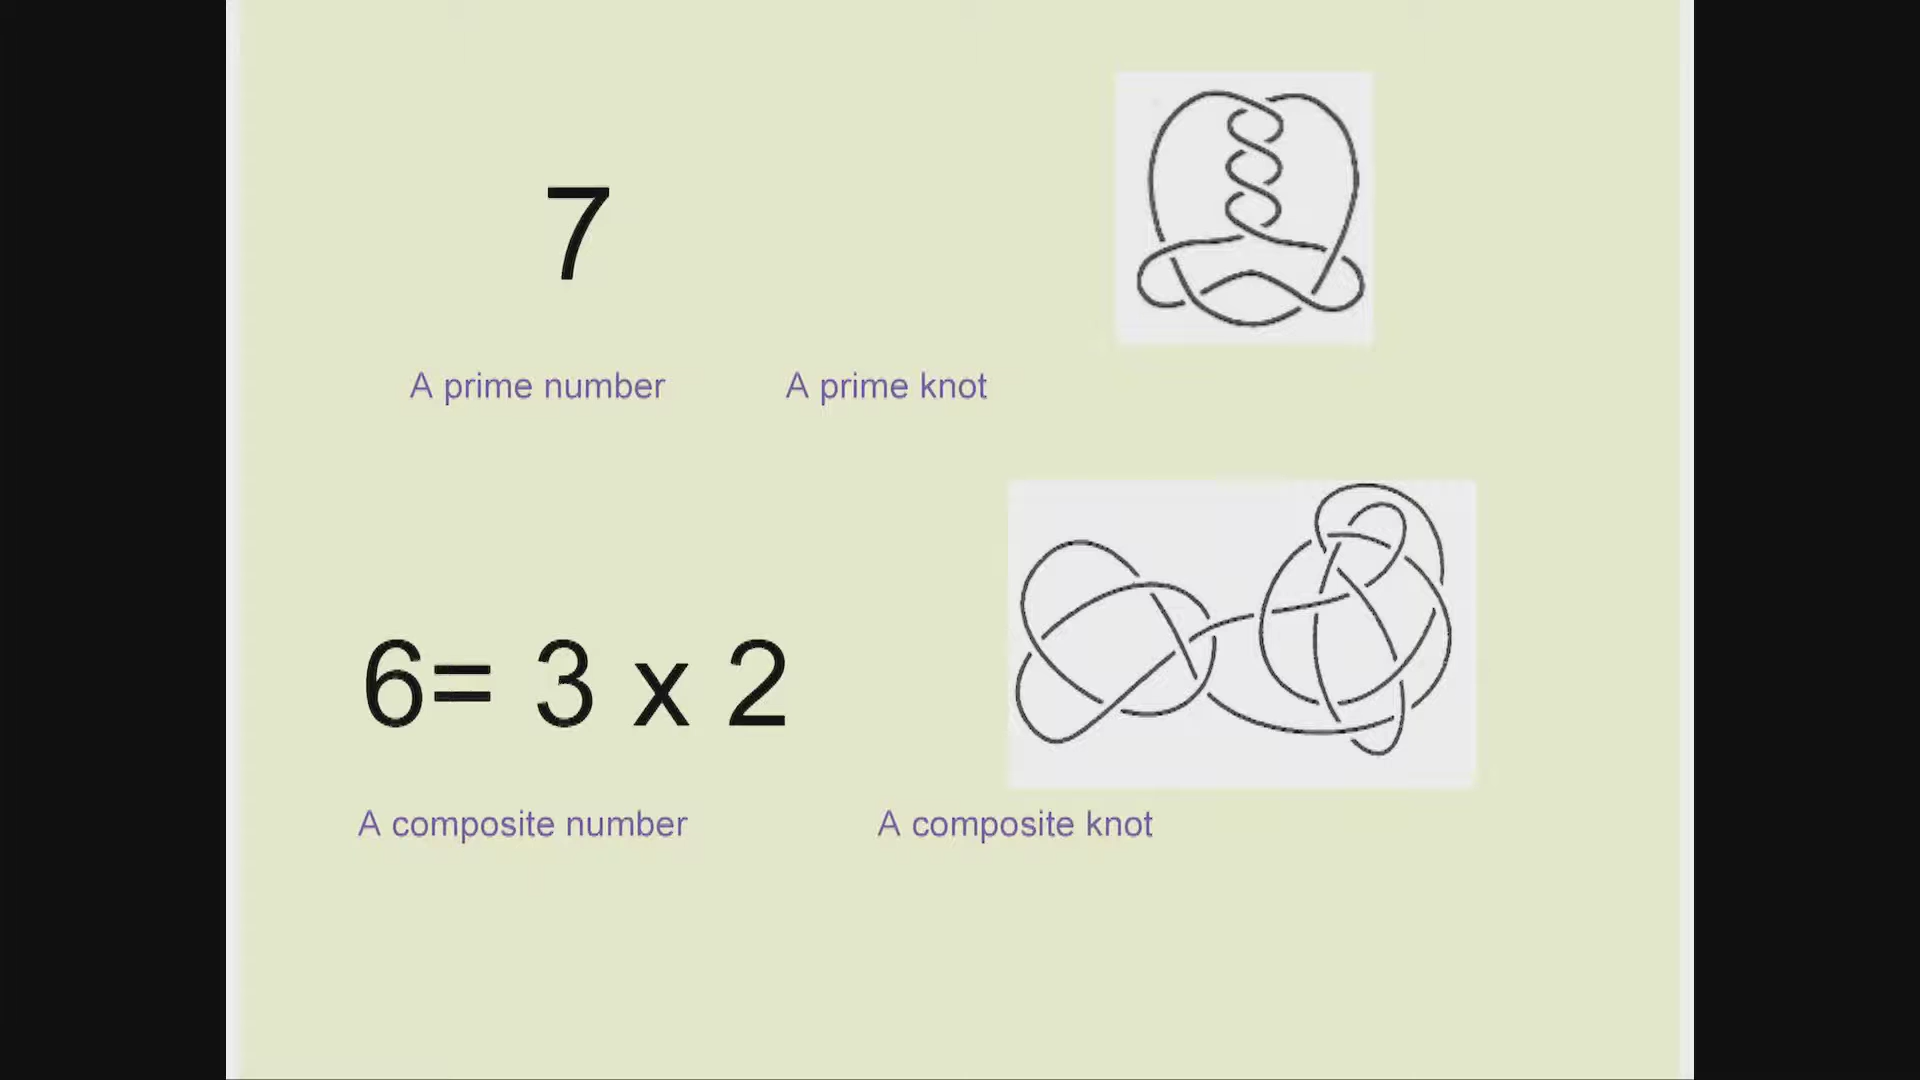 7
A prime number
A prime knot
6= 3 x 2
A composite number
A composite knot